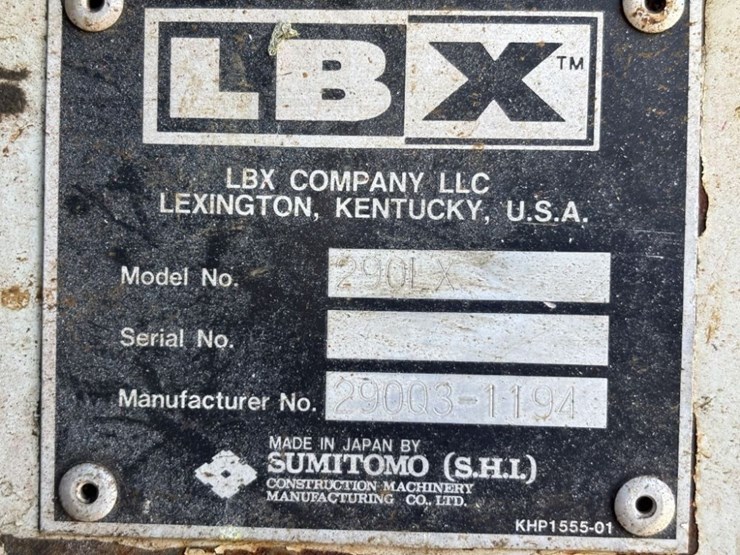 LBX™
LBX COMPANY LLC
LEXINGTON, KENTUCKY, U.S.A.
Model No. 290LX
Serial No.
Manufacturer No. 290Q3-1194
MADE IN JAPAN BY
SUMITOMO (S.H.I.)
CONSTRUCTION MACHINERY
MANUFACTURING CO., LTD.
KHP1555-01